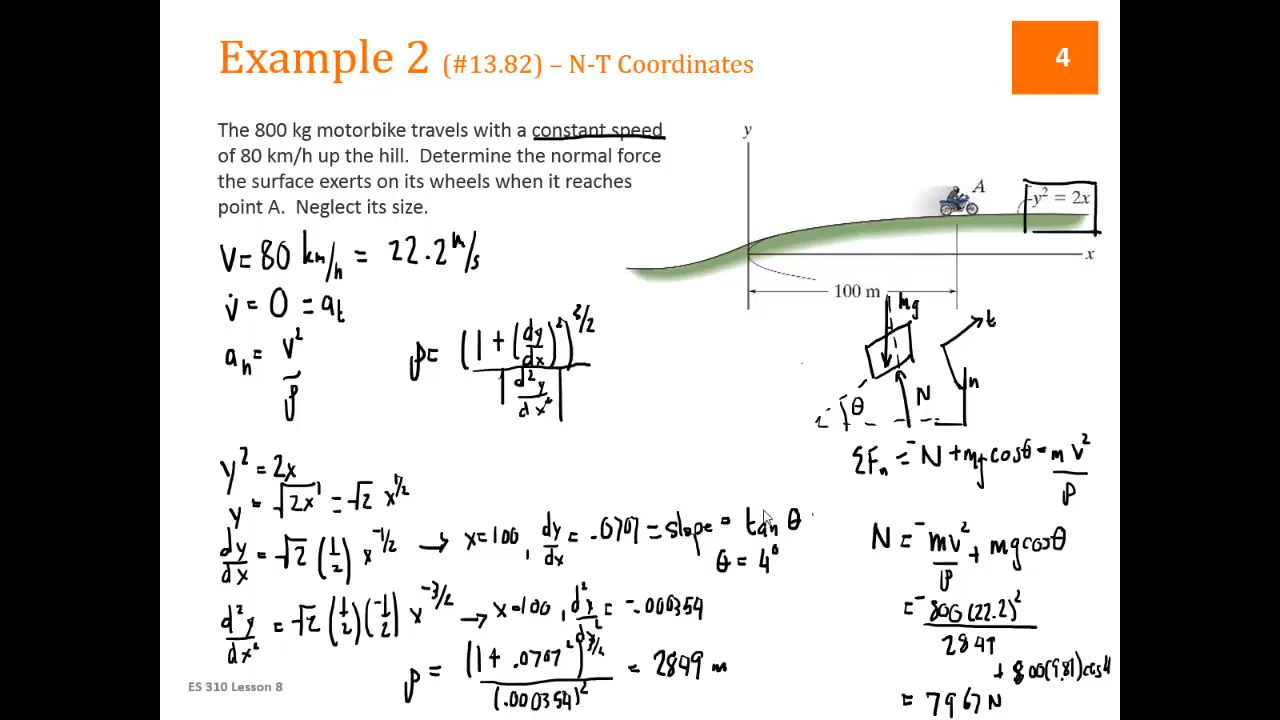 Example 2 (#13.82) – N-T Coordinates
4
The 800 kg motorbike travels with a constant speed
of 80 km/h up the hill. Determine the normal force
the surface exerts on its wheels when it reaches
point A. Neglect its size.
y
A
y² = 2x
x
100 m
V = 80 km/h = 22.2 m/s
v̇ = 0 = a_t
a_n = v²/ρ
ρ = (1 + (dy/dx)²)^3/2 / |d²y/dx²|
mg
t
n
N
θ
ΣF_n = -N + mg cosθ = m v²/ρ
y² = 2x
y = √2x = √2 x^1/2
dy/dx = √2 (1/2) x^-1/2 → x=100, dy/dx = .0707 = slope = tan θ
θ = 4°
d²y/dx² = √2 (1/2)(-1/2) x^-3/2 → x=100, d²y/dx² = -.000354
ρ = (1 + .0707²)^3/2 / (.000354)² = 2849 m
N = -mv²/ρ + mg cosθ
= -800(22.2)²/2849 + 800(9.81)cos4
= 7967 N
ES 310 Lesson 8